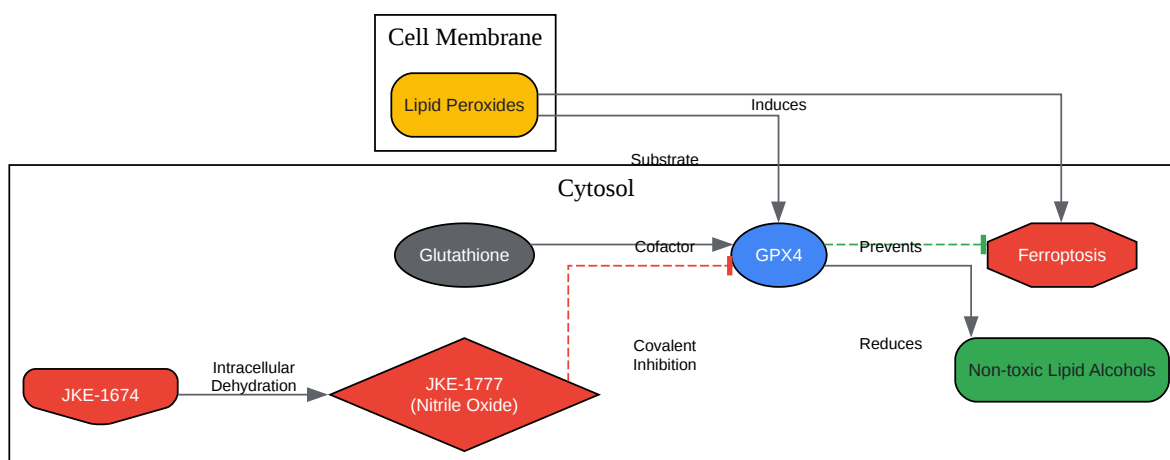 Cell Membrane
Lipid Peroxides
Induces
Substrate
Cytosol
Glutathione
Cofactor
GPX4
Prevents
Ferroptosis
Covalent
Inhibition
Reduces
Non-toxic Lipid Alcohols
JKE-1674
Intracellular
Dehydration
JKE-1777
(Nitrile Oxide)